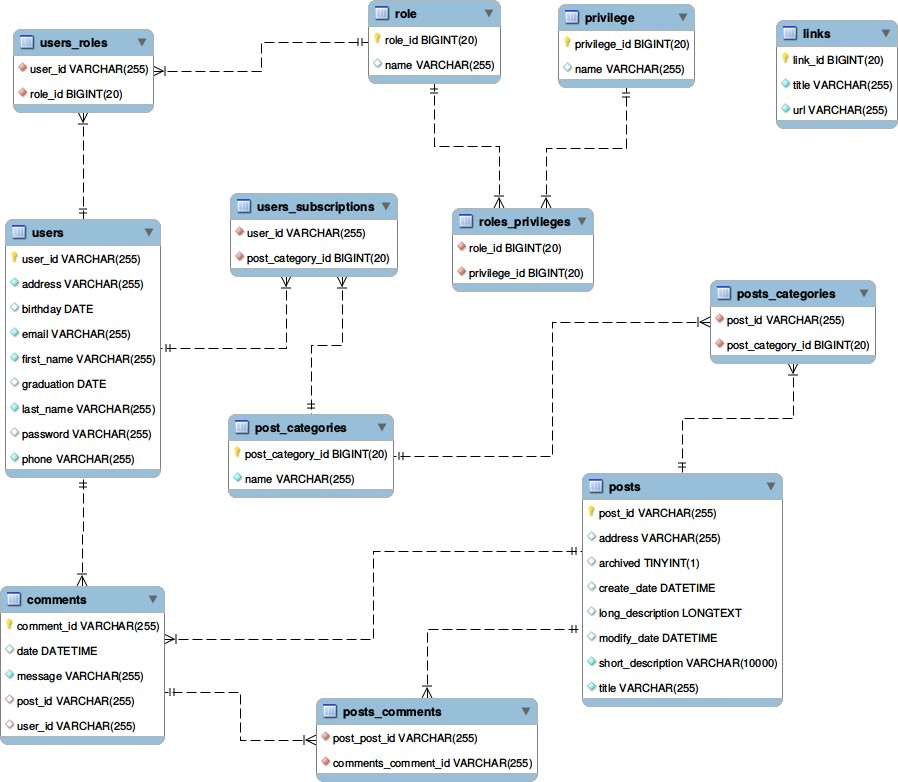 role
role_id BIGINT(20)
name VARCHAR(255)
privilege
privilege_id BIGINT(20)
name VARCHAR(255)
links
link_id BIGINT(20)
title VARCHAR(255)
url VARCHAR(255)
users_roles
user_id VARCHAR(255)
role_id BIGINT(20)
users_subscriptions
user_id VARCHAR(255)
post_category_id BIGINT(20)
roles_privileges
role_id BIGINT(20)
privilege_id BIGINT(20)
users
user_id VARCHAR(255)
address VARCHAR(255)
birthday DATE
email VARCHAR(255)
first_name VARCHAR(255)
graduation DATE
last_name VARCHAR(255)
password VARCHAR(255)
phone VARCHAR(255)
posts_categories
post_id VARCHAR(255)
post_category_id BIGINT(20)
post_categories
post_category_id BIGINT(20)
name VARCHAR(255)
posts
post_id VARCHAR(255)
address VARCHAR(255)
archived TINYINT(1)
create_date DATETIME
long_description LONGTEXT
modify_date DATETIME
short_description VARCHAR(10000)
title VARCHAR(255)
comments
comment_id VARCHAR(255)
date DATETIME
message VARCHAR(255)
post_id VARCHAR(255)
user_id VARCHAR(255)
posts_comments
post_post_id VARCHAR(255)
comments_comment_id VARCHAR(255)